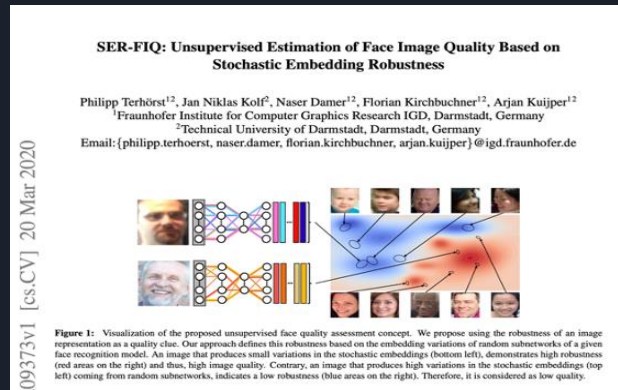 SER-FIQ: Unsupervised Estimation of Face Image Quality Based on
Stochastic Embedding Robustness
Philipp Terhörst¹², Jan Niklas Kolf², Naser Damer¹², Florian Kirchbuchner¹², Arjan Kuijper¹²
¹Fraunhofer Institute for Computer Graphics Research IGD, Darmstadt, Germany
²Technical University of Darmstadt, Darmstadt, Germany
Email:{philipp.terhoerst, naser.damer, florian.kirchbuchner, arjan.kuijper}@igd.fraunhofer.de
09373v1 [cs.CV] 20 Mar 2020
Figure 1: Visualization of the proposed unsupervised face quality assessment concept. We propose using the robustness of an image
representation as a quality clue. Our approach defines this robustness based on the embedding variations of random subnetworks of a given
face recognition model. An image that produces small variations in the stochastic embeddings (bottom left), demonstrates high robustness
(red areas on the right) and thus, high image quality. Contrary, an image that produces high variations in the stochastic embeddings (top
left) coming from random subnetworks, indicates a low robustness (blue areas on the right). Therefore, it is considered as low quality.